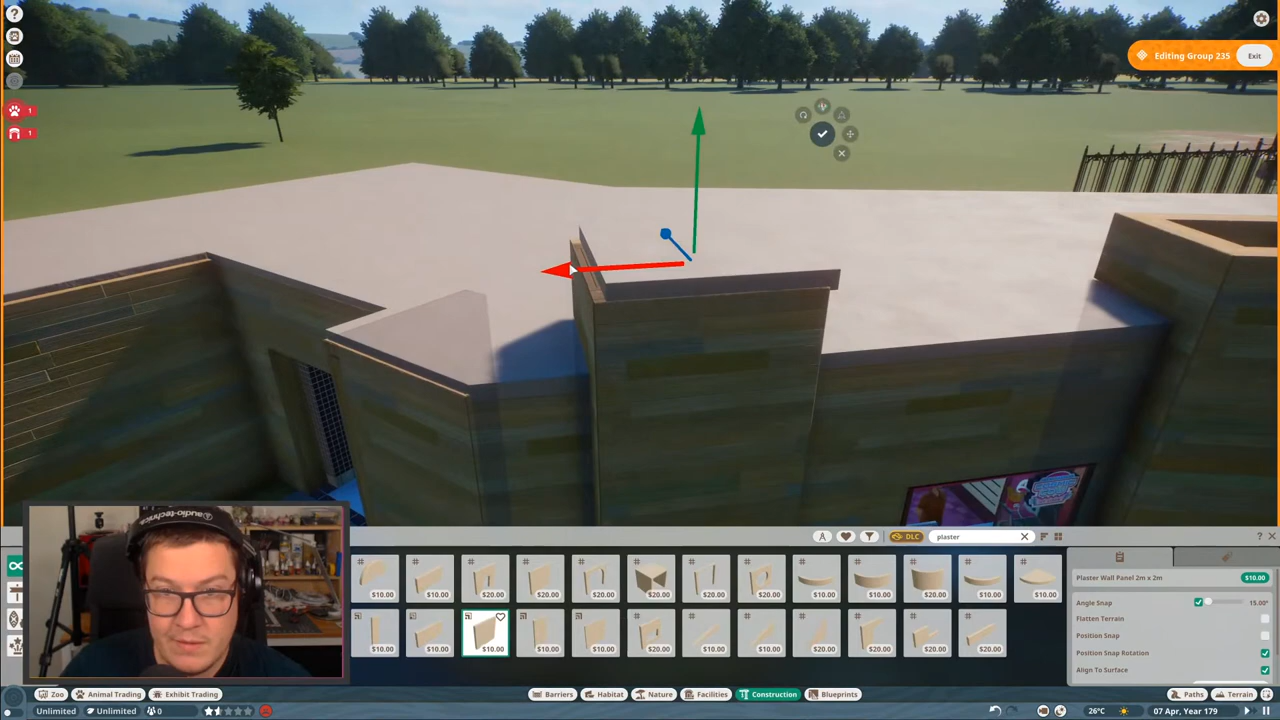 ?
Editing Group 235
Exit
1
1
audio-technica
A
DLC
plaster
?
$10.00
$10.00
$20.00
$20.00
$20.00
$20.00
$20.00
$20.00
$10.00
$10.00
$20.00
$10.00
$10.00
$10.00
$10.00
$10.00
$10.00
$10.00
$20.00
$10.00
$10.00
$20.00
$20.00
$20.00
$20.00
Plaster Wall Panel 2m x 2m
$10.00
Angle Snap
15.00°
Flatten Terrain
Position Snap
Position Snap Rotation
Align To Surface
Zoo
Animal Trading
Exhibit Trading
Barriers
Habitat
Nature
Facilities
Construction
Blueprints
Paths
Terrain
Unlimited
Unlimited
0
26°C
07 Apr, Year 179